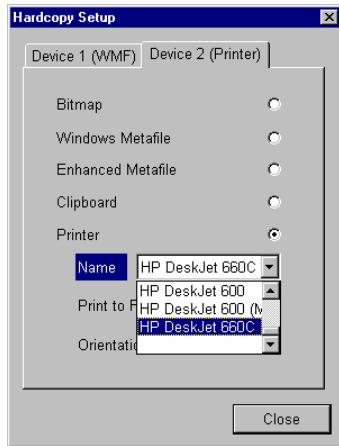 Hardcopy Setup
Device 1 (WMF) Device 2 (Printer)
Bitmap
Windows Metafile
Enhanced Metafile
Clipboard
Printer
Name HP DeskJet 660C
HP DeskJet 600
Print to F HP DeskJet 600 (M
HP DeskJet 660C
Orientatio
Close